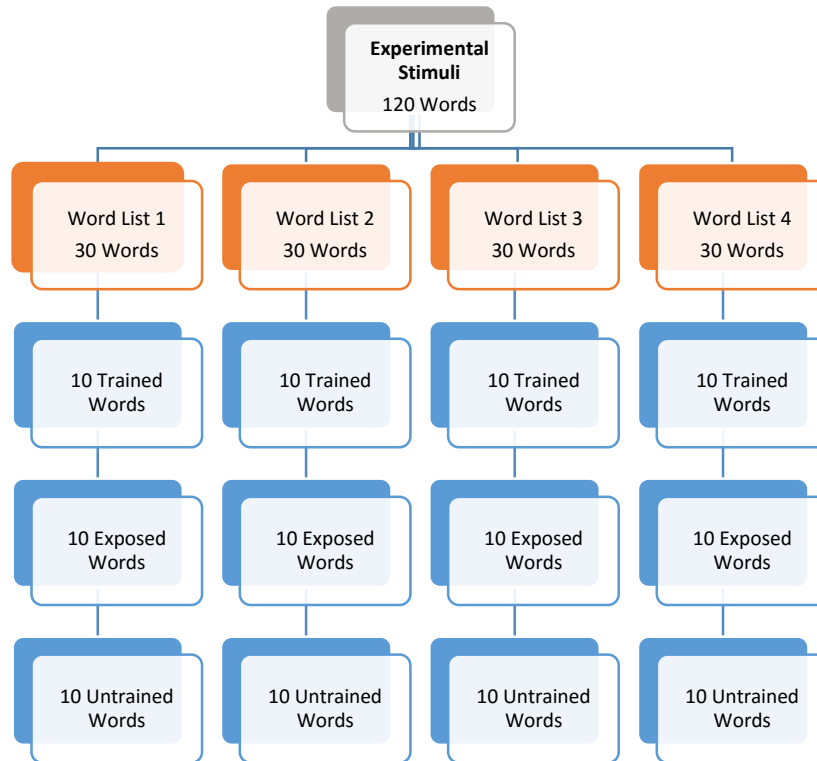 Experimental
Stimuli
120 Words
Word List 1
30 Words
Word List 2
30 Words
Word List 3
30 Words
Word List 4
30 Words
10 Trained
Words
10 Trained
Words
10 Trained
Words
10 Trained
Words
10 Exposed
Words
10 Exposed
Words
10 Exposed
Words
10 Exposed
Words
10 Untrained
Words
10 Untrained
Words
10 Untrained
Words
10 Untrained
Words